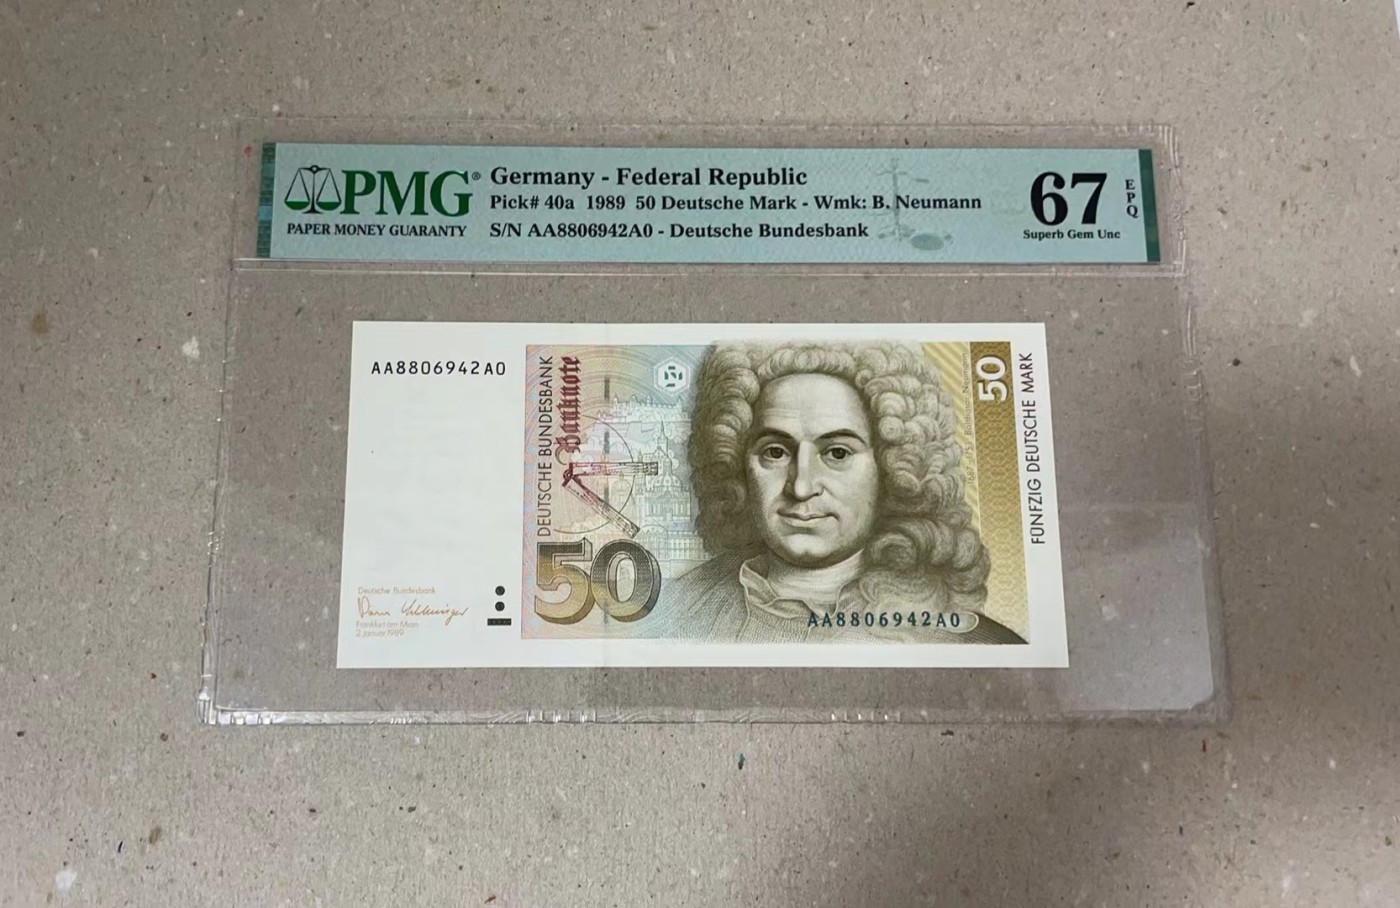 PMG®
PAPER MONEY GUARANTY
Germany - Federal Republic
Pick# 40a 1989 50 Deutsche Mark - Wmk: B. Neumann
S/N AA8806942A0 - Deutsche Bundesbank
67
EPQ
Superb Gem Unc
AA8806942A0
DEUTSCHE BUNDESBANK
Banknote
50
Neumann
50
FÜNFZIG DEUTSCHE MARK
AA8806942A0
Deutsche Bundesbank
Frankfurt am Main
2. Januar 1989